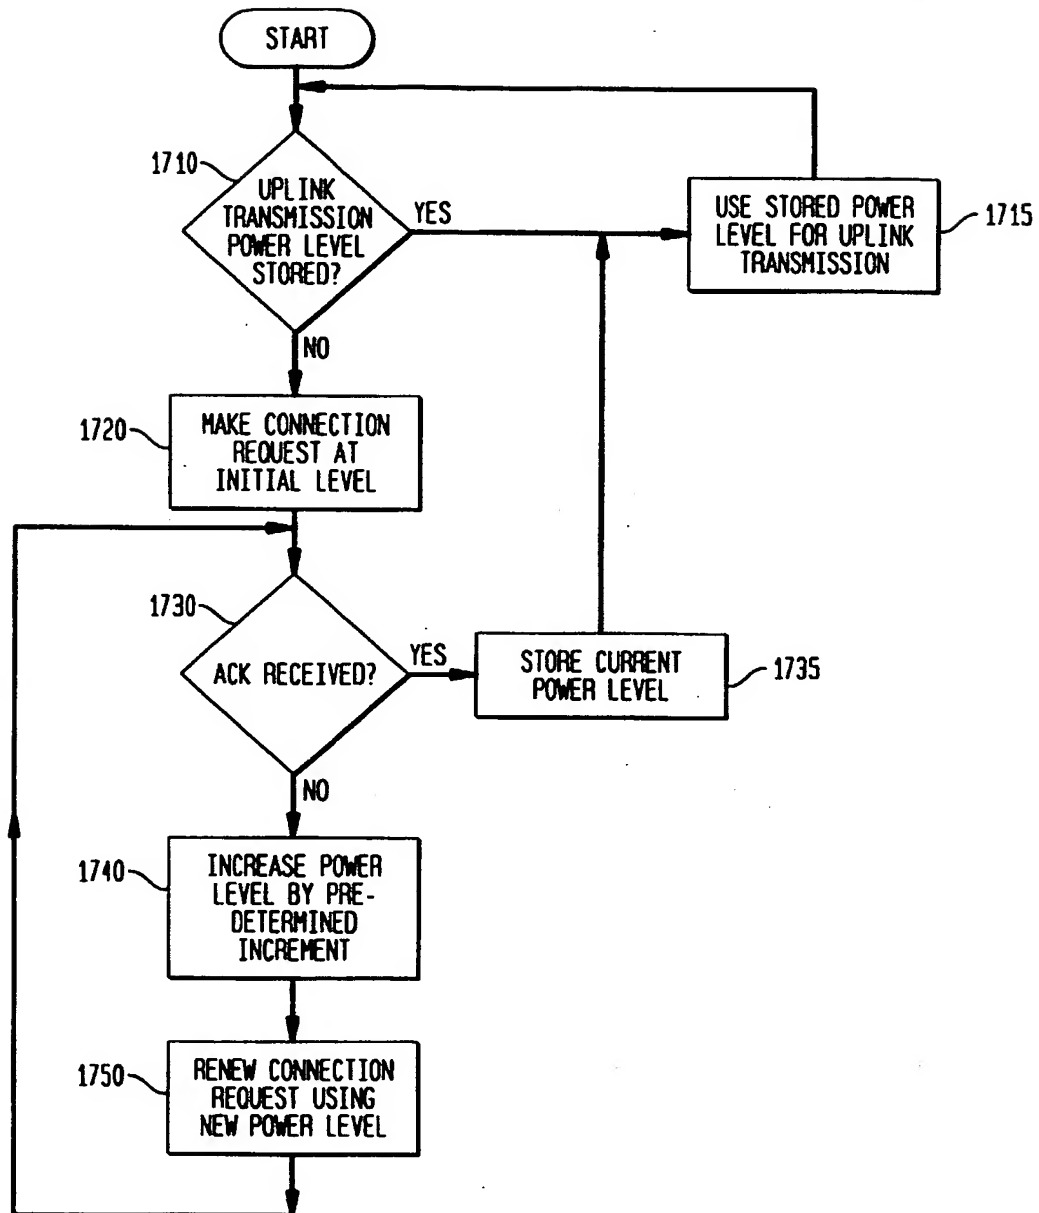 START
1710
UPLINK
TRANSMISSION
POWER LEVEL
STORED?
YES
NO
USE STORED POWER
LEVEL FOR UPLINK
TRANSMISSION
1715
1720
MAKE CONNECTION
REQUEST AT
INITIAL LEVEL
1730
ACK RECEIVED?
YES
NO
STORE CURRENT
POWER LEVEL
1735
1740
INCREASE POWER
LEVEL BY PRE-
DETERMINED
INCREMENT
1750
RENEW CONNECTION
REQUEST USING
NEW POWER LEVEL